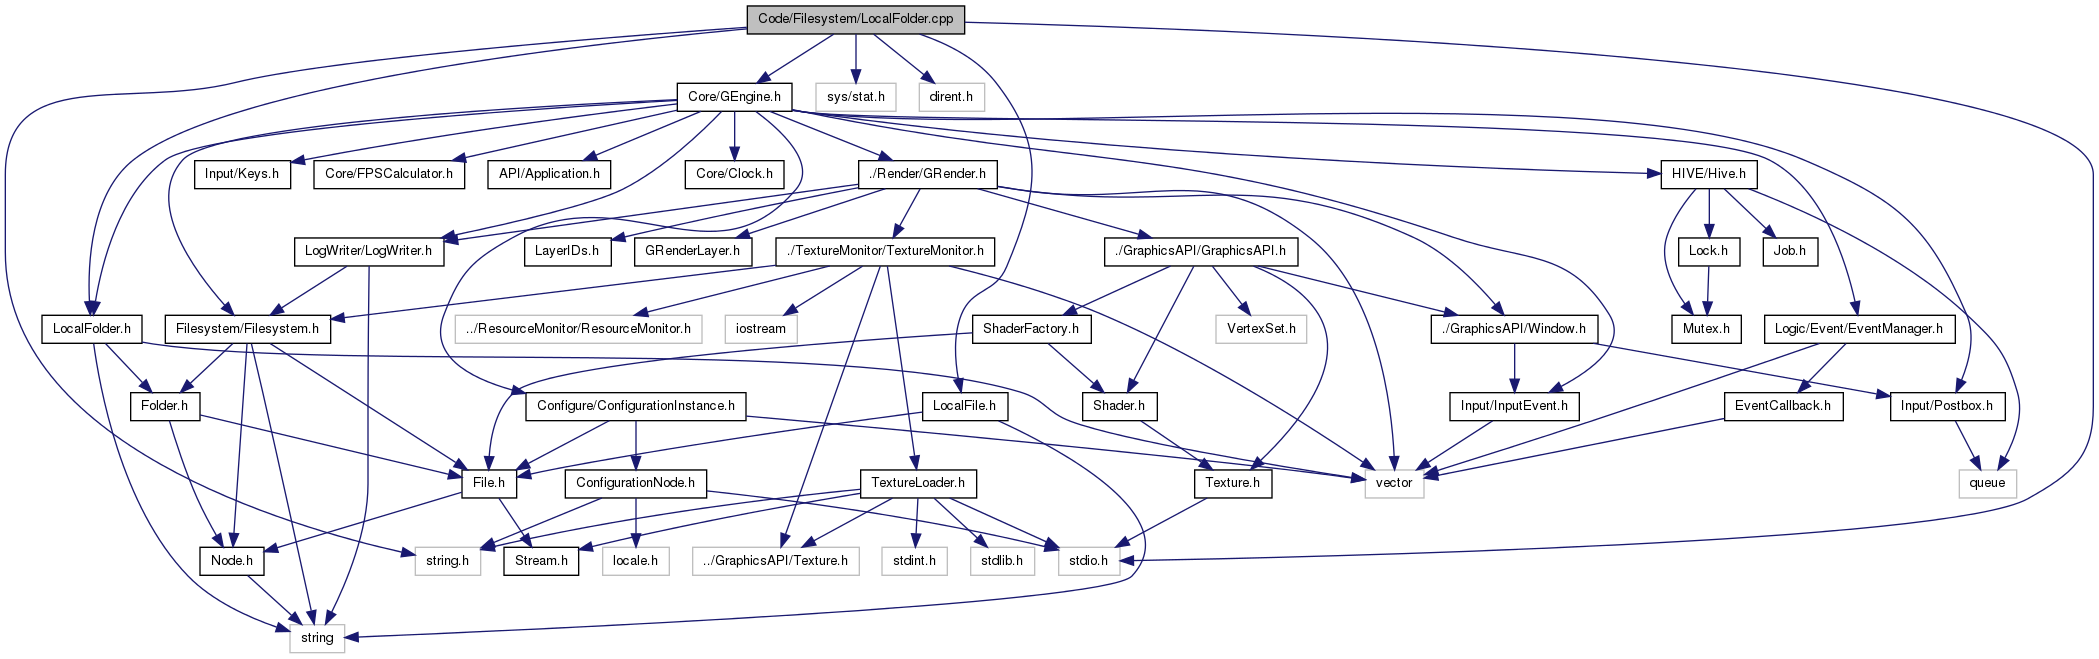 Code/Filesystem/LocalFolder.cpp
Core/GEngine.h
sys/stat.h
dirent.h
Input/Keys.h
Core/FPSCalculator.h
API/Application.h
Core/Clock.h
./Render/GRender.h
HIVE/Hive.h
LogWriter/LogWriter.h
LayerIDs.h
GRenderLayer.h
./TextureMonitor/TextureMonitor.h
./GraphicsAPI/GraphicsAPI.h
Lock.h
Job.h
LocalFolder.h
Filesystem/Filesystem.h
../ResourceMonitor/ResourceMonitor.h
iostream
ShaderFactory.h
VertexSet.h
./GraphicsAPI/Window.h
Mutex.h
Logic/Event/EventManager.h
Folder.h
Configure/ConfigurationInstance.h
LocalFile.h
Shader.h
Input/InputEvent.h
EventCallback.h
Input/Postbox.h
File.h
ConfigurationNode.h
TextureLoader.h
Texture.h
vector
queue
Node.h
string.h
Stream.h
locale.h
../GraphicsAPI/Texture.h
stdint.h
stdlib.h
stdio.h
string